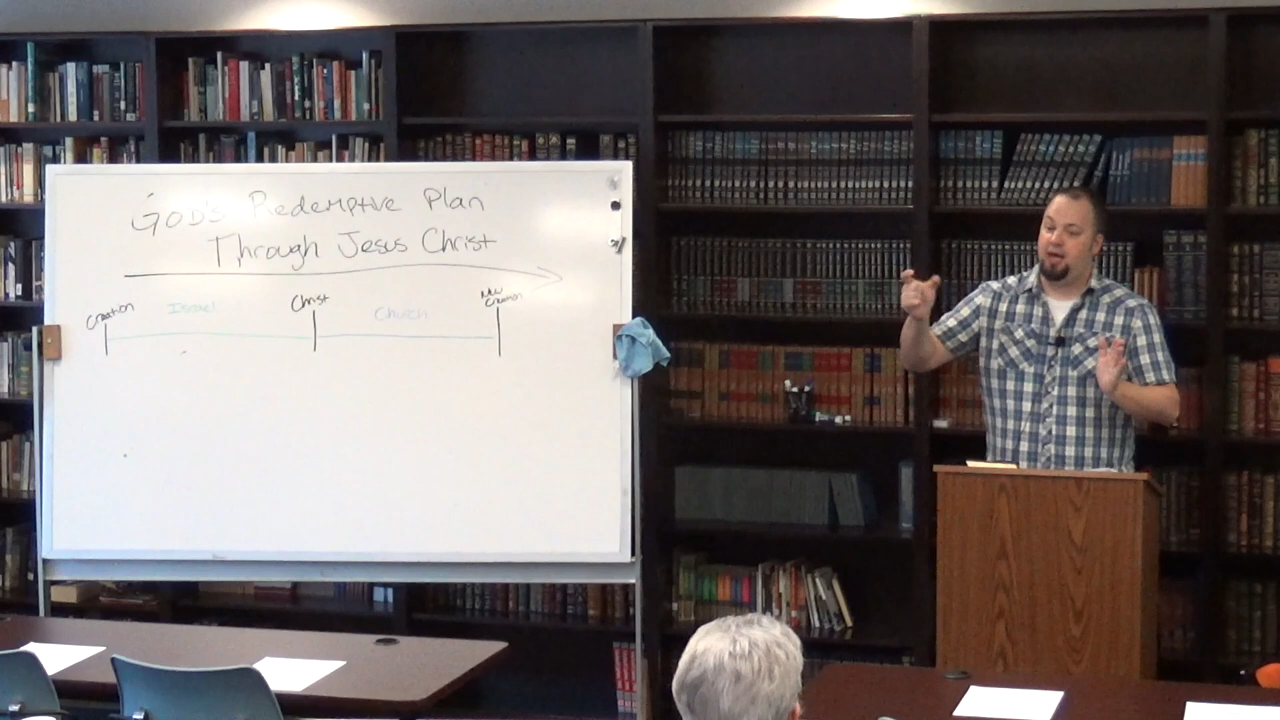 God's Redemptive Plan
Through Jesus Christ
Creation Israel Christ Church New Creation